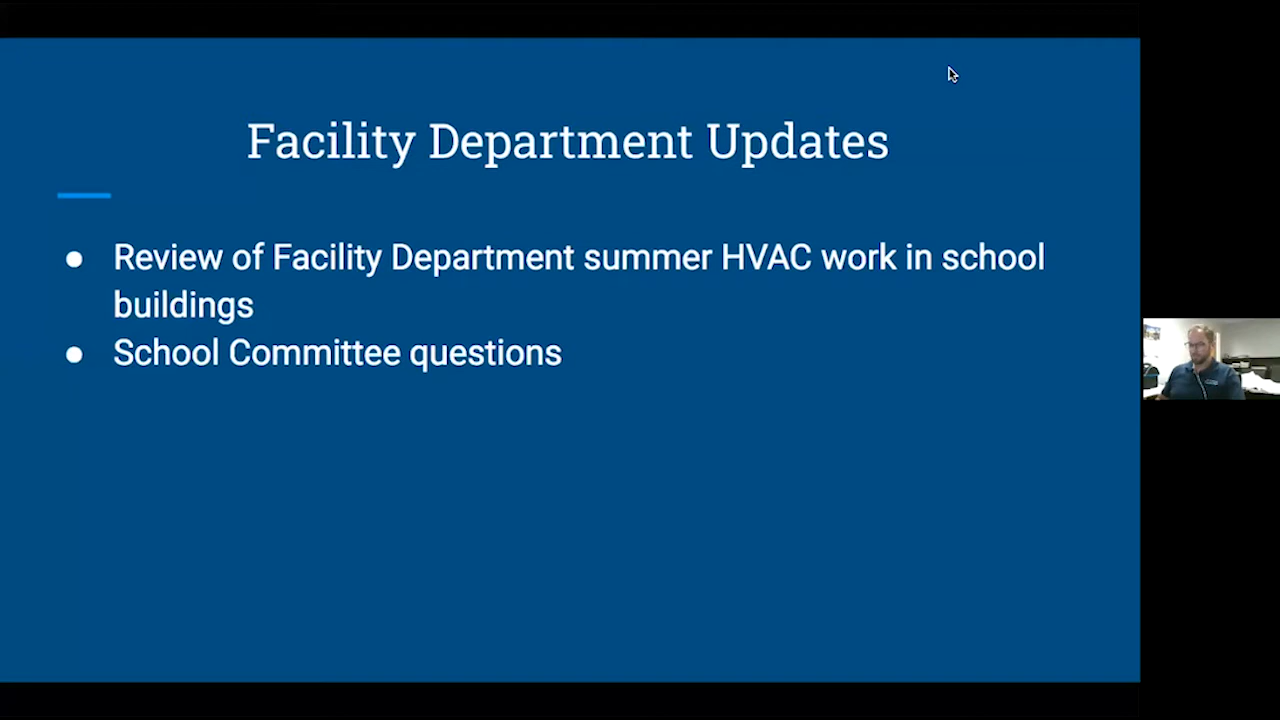 Facility Department Updates
● Review of Facility Department summer HVAC work in school
buildings
● School Committee questions